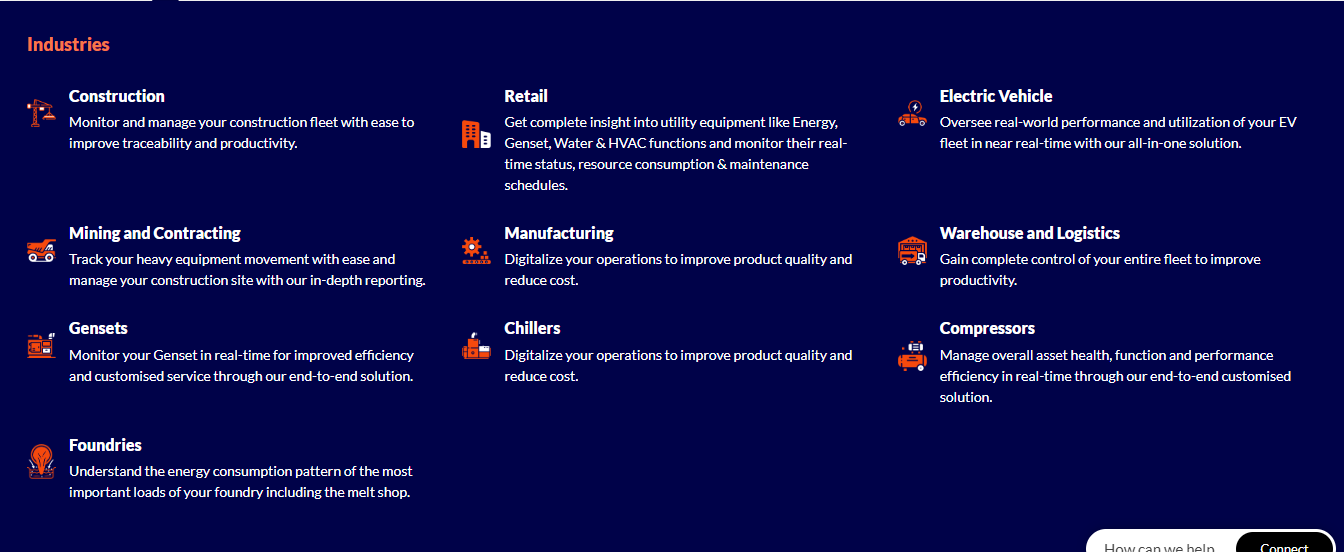 Industries
Construction
Monitor and manage your construction fleet with ease to
improve traceability and productivity.
Retail
Get complete insight into utility equipment like Energy,
Genset, Water & HVAC functions and monitor their real-
time status, resource consumption & maintenance
schedules.
Electric Vehicle
Oversee real-world performance and utilization of your EV
fleet in near real-time with our all-in-one solution.
Mining and Contracting
Track your heavy equipment movement with ease and
manage your construction site with our in-depth reporting.
Manufacturing
Digitalize your operations to improve product quality and
reduce cost.
Warehouse and Logistics
Gain complete control of your entire fleet to improve
productivity.
Gensets
Monitor your Genset in real-time for improved efficiency
and customised service through our end-to-end solution.
Chillers
Digitalize your operations to improve product quality and
reduce cost.
Compressors
Manage overall asset health, function and performance
efficiency in real-time through our end-to-end customised
solution.
Foundries
Understand the energy consumption pattern of the most
important loads of your foundry including the melt shop.
How can we help
Connect